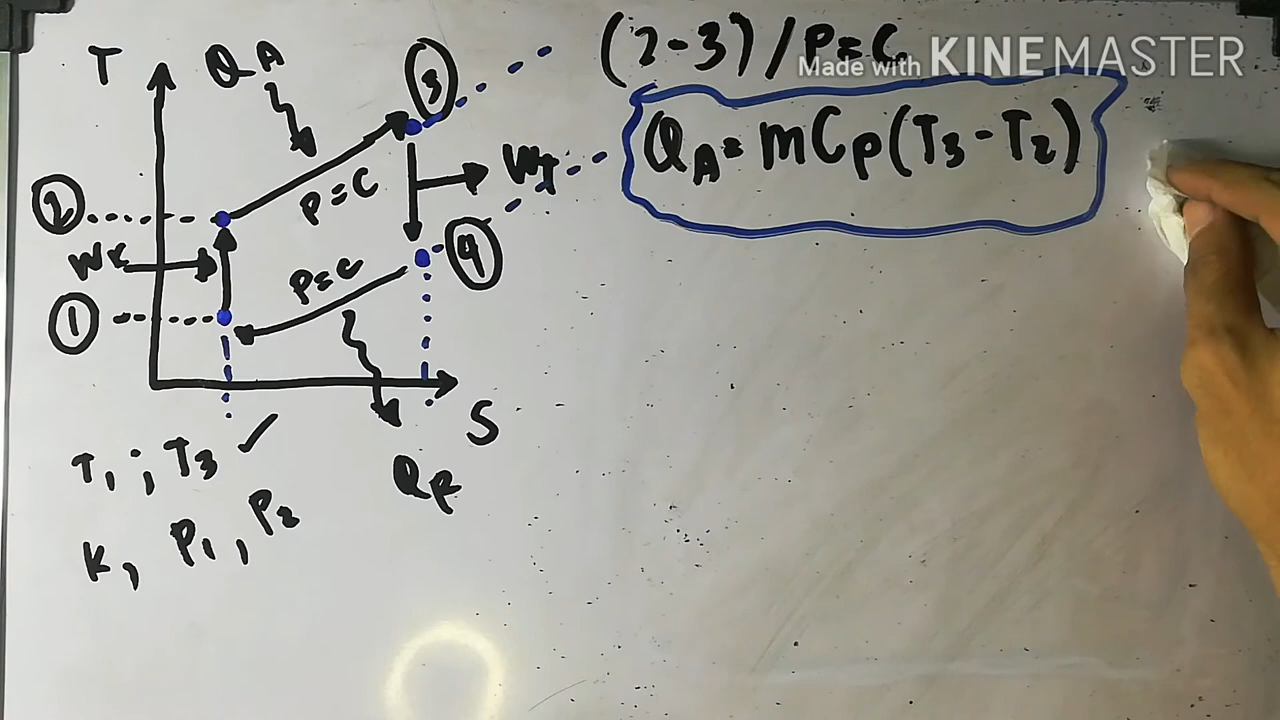 (2-3)/P=C
Made with KINEMASTER
T
QA
3
QA = mCp(T3-T2)
P=C
WT
2
WK
P=C
4
1
S
T1; T3 ✓
QR
K, P1, P2